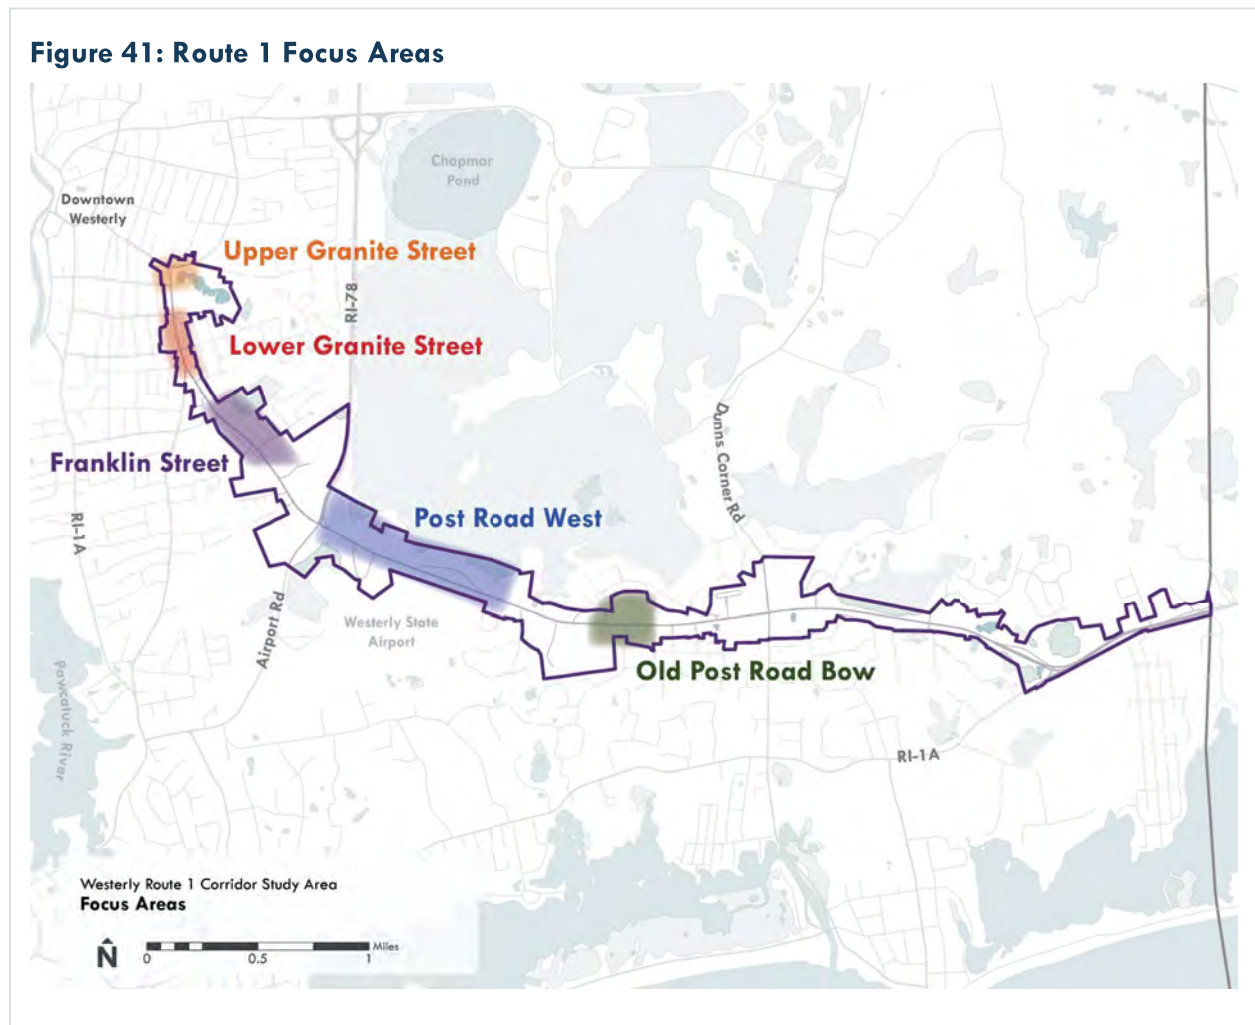 Figure 41: Route 1 Focus Areas
Chapman
Pond
Downtown
Westerly
Upper Granite Street
RI-78
Lower Granite Street
Dunns Corner Rd
Franklin Street
Post Road West
RI-1A
Airport Rd
Westerly State
Airport
Old Post Road Bow
Pawcatuck River
RI-1A
Westerly Route 1 Corridor Study Area
Focus Areas
N
Miles
0 0.5 1